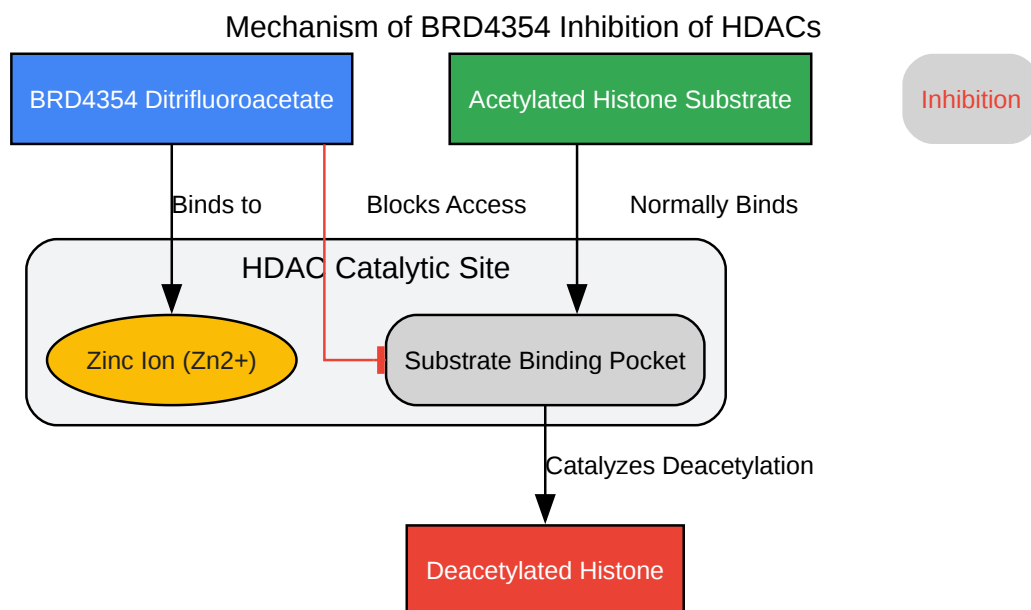 Mechanism of BRD4354 Inhibition of HDACs
BRD4354 Ditrifluoroacetate
Acetylated Histone Substrate
Inhibition
Binds to
Blocks Access
Normally Binds
HDAC Catalytic Site
Zinc Ion (Zn2+)
Substrate Binding Pocket
Catalyzes Deacetylation
Deacetylated Histone